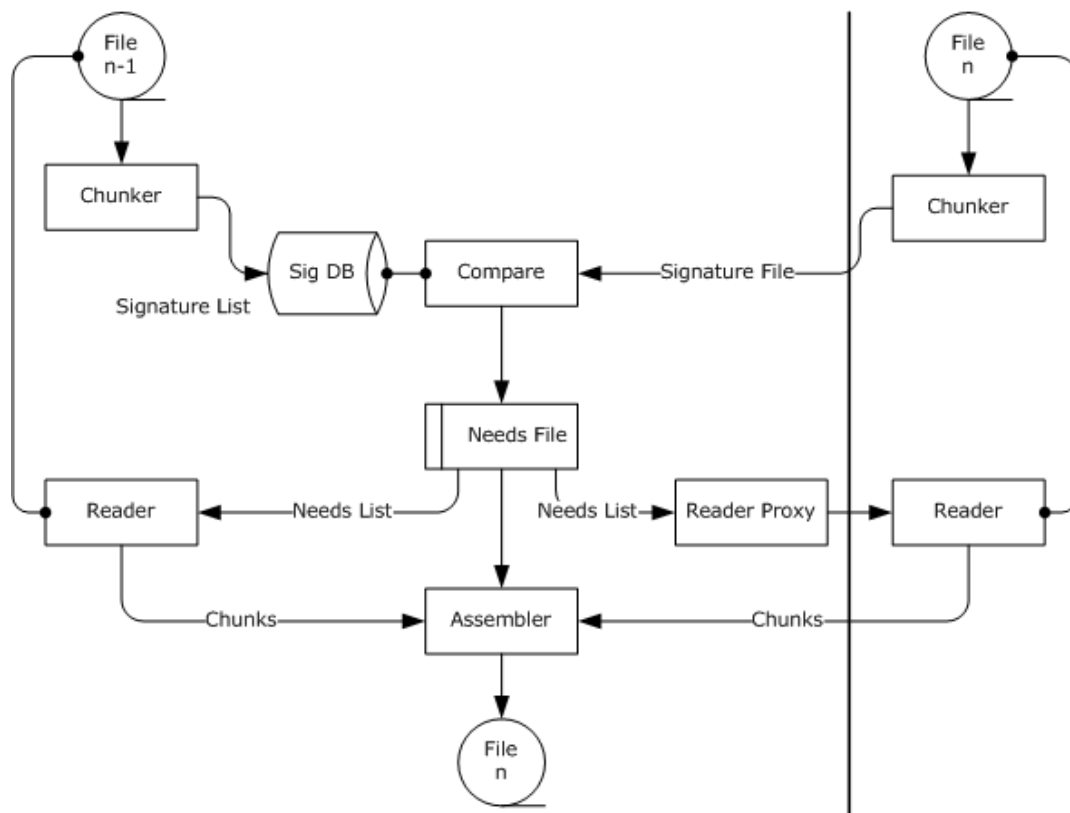 File
n-1
File
n
Chunker
Chunker
Sig DB
Compare
Signature File
Signature List
Needs File
Reader
Needs List
Needs List
Reader Proxy
Reader
Chunks
Assembler
Chunks
File
n